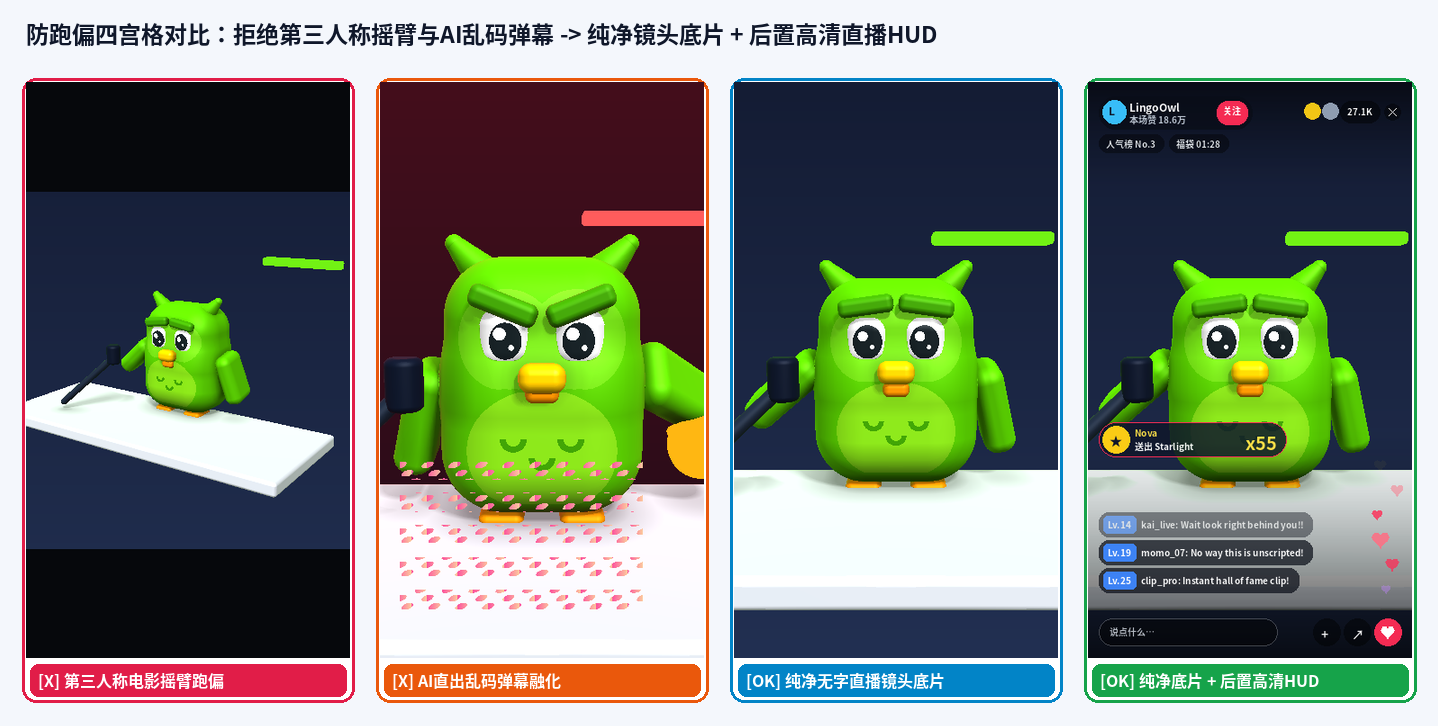 防跑偏四宫格对比：拒绝第三人称摇臂与AI乱码弹幕 -> 纯净镜头底片 + 后置高清直播HUD
[X] 第三人称电影摇臂跑偏
[X] AI直出乱码弹幕融化
[OK] 纯净无字直播镜头底片
L
LingoOwl
本场赞 18.6万
关注
27.1K
人气榜 No.3
福袋 01:28
Nova
送出 Starlight
x55
Lv.14 kai_live: Wait look right behind you!!
Lv.19 momo_07: No way this is unscripted!
Lv.25 clip_pro: Instant hall of fame clip!
说点什么…
[OK] 纯净底片 + 后置高清HUD